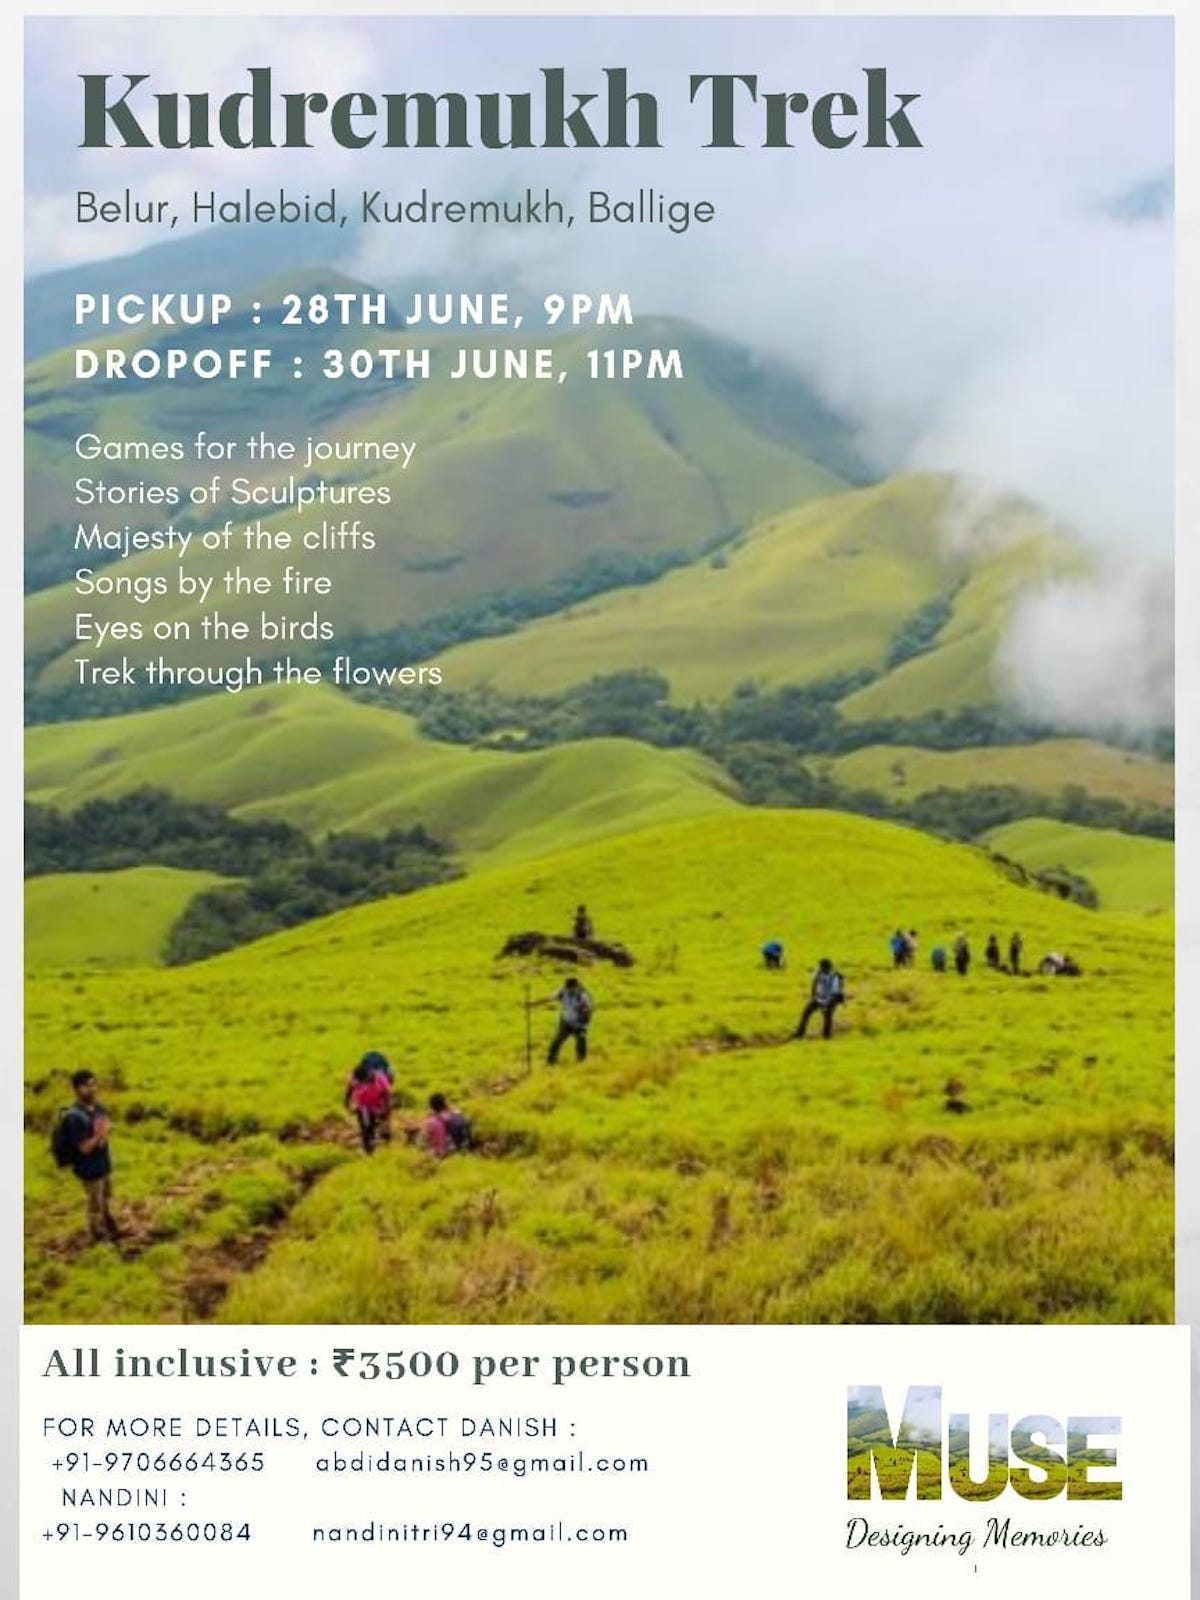 Kudremukh Trek
Belur, Halebid, Kudremukh, Ballige
PICKUP : 28TH JUNE, 9PM
DROPOFF : 30TH JUNE, 11PM
Games for the journey
Stories of Sculptures
Majesty of the cliffs
Songs by the fire
Eyes on the birds
Trek through the flowers
All inclusive : ₹3500 per person
FOR MORE DETAILS, CONTACT DANISH :
+91-9706664365 abdidanish95@gmail.com
NANDINI :
+91-9610360084 nandinitri94@gmail.com
MUSE
Designing Memories